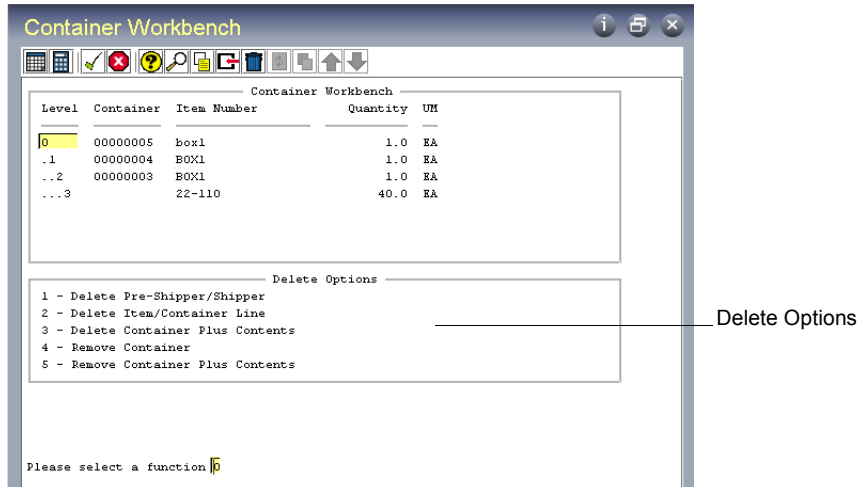 Container Workbench
Container Workbench
Level Container Item Number Quantity UM
0 00000005 box1 1.0 EA
.1 00000004 BOX1 1.0 EA
..2 00000003 BOX1 1.0 EA
...3 22-110 40.0 EA
Delete Options
1 - Delete Pre-Shipper/Shipper
2 - Delete Item/Container Line
3 - Delete Container Plus Contents
4 - Remove Container
5 - Remove Container Plus Contents
Delete Options
Please select a function 0